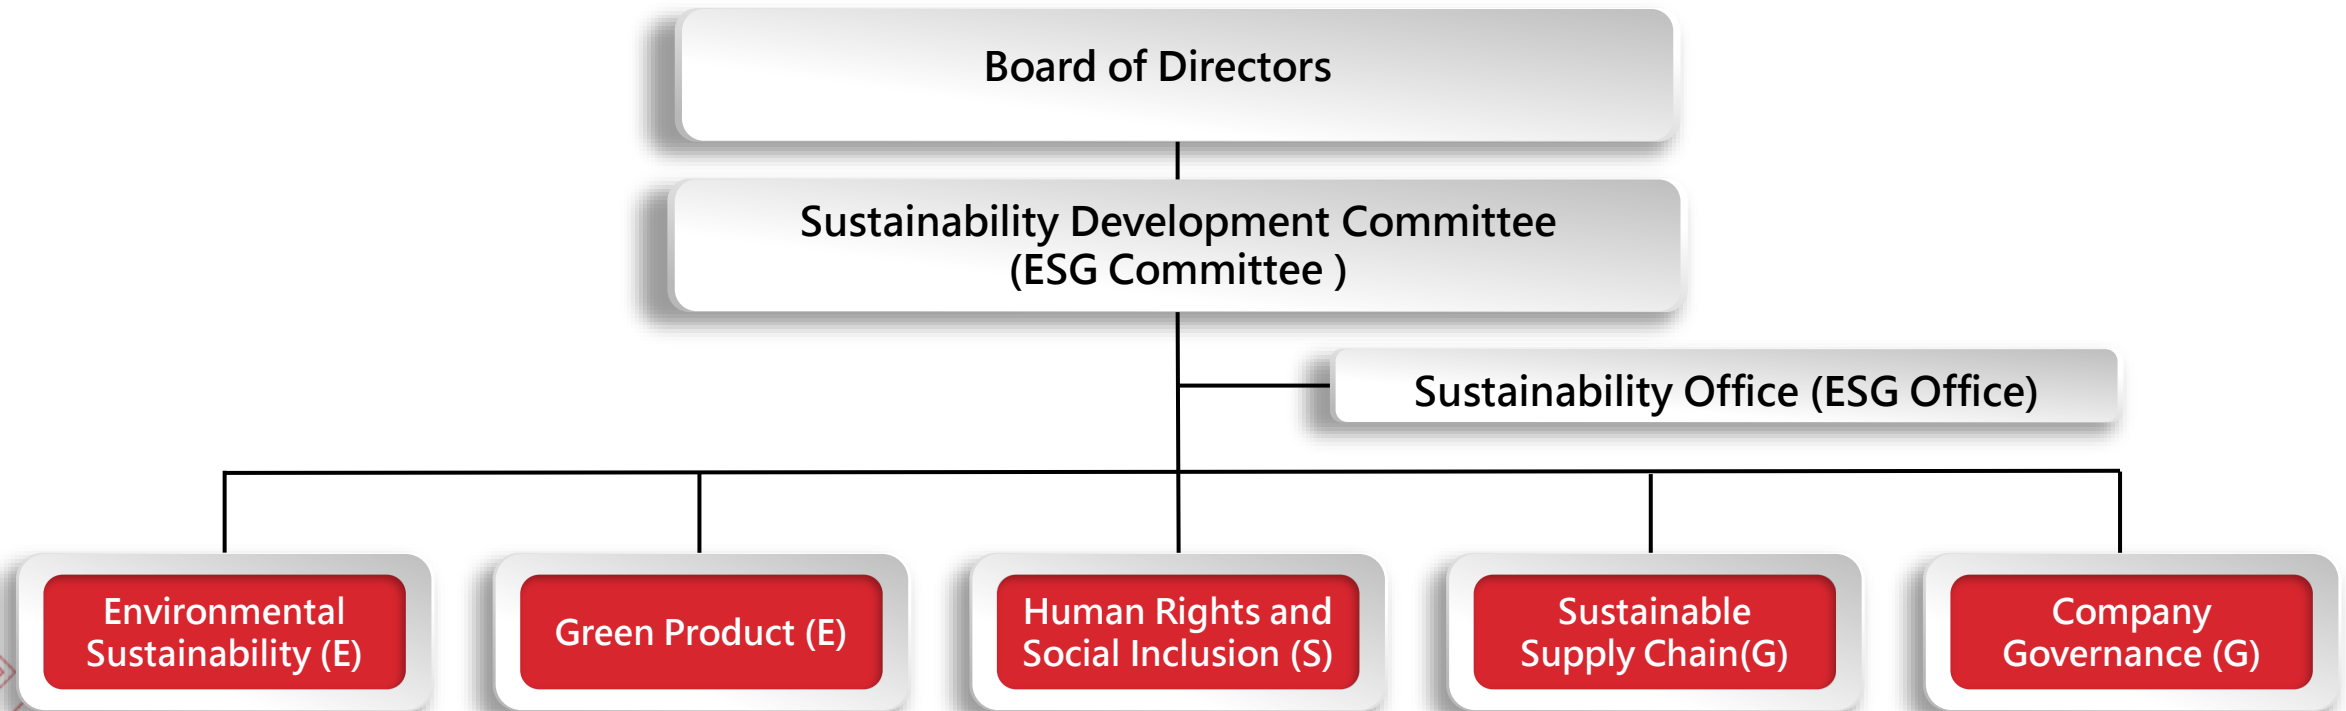 Board of Directors
Sustainability Development Committee
(ESG Committee )
Sustainability Office (ESG Office)
Environmental
Sustainability (E)
Green Product (E)
Human Rights and
Social Inclusion (S)
Sustainable
Supply Chain(G)
Company
Governance (G)